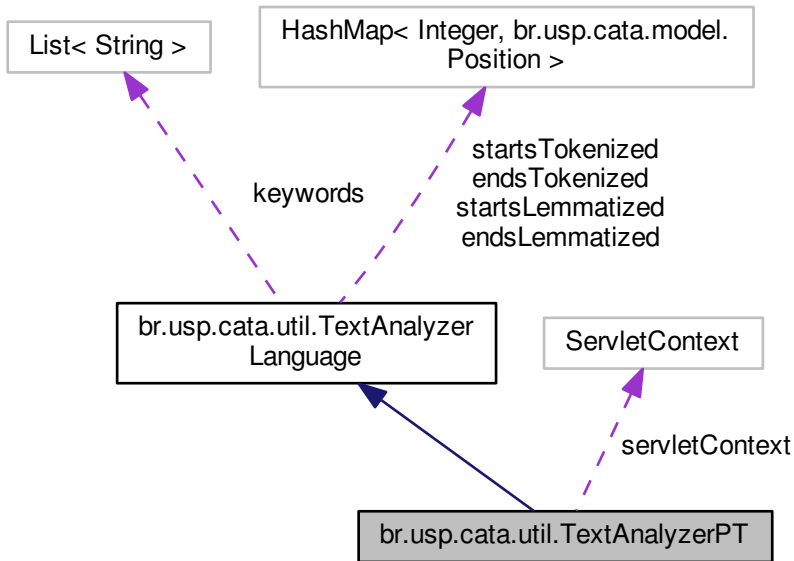 List< String >
HashMap< Integer, br.usp.cata.model.
Position >
keywords
startsTokenized
endsTokenized
startsLemmatized
endsLemmatized
br.usp.cata.util.TextAnalyzer
Language
ServletContext
servletContext
br.usp.cata.util.TextAnalyzerPT